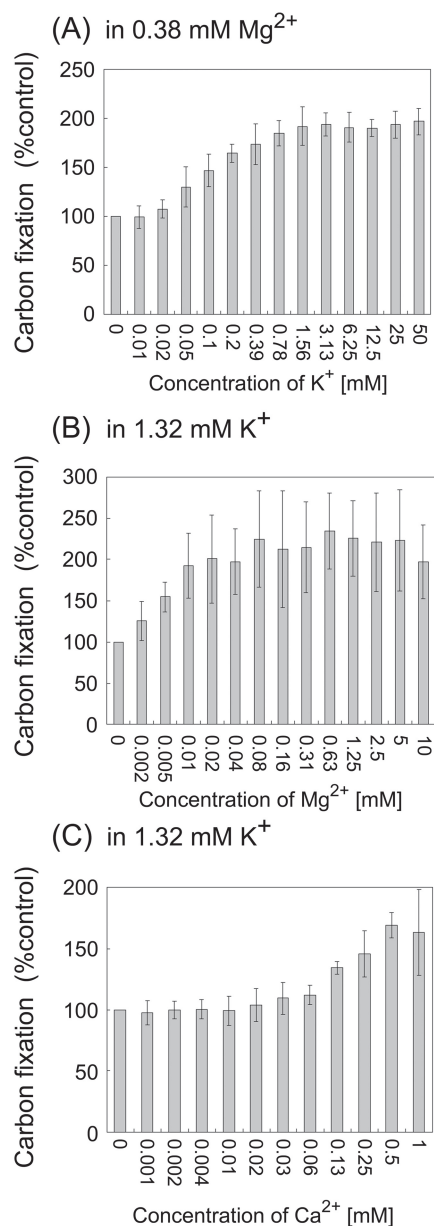 (A) in 0.38 mM Mg²⁺
Carbon fixation (%control)
250
200
150
100
50
0
0 0.01 0.02 0.05 0.1 0.2 0.39 0.78 1.56 3.13 6.25 12.5 25 50
Concentration of K⁺ [mM]
(B) in 1.32 mM K⁺
Carbon fixation (%control)
300
250
200
150
100
50
0
0 0.002 0.005 0.01 0.02 0.04 0.08 0.16 0.31 0.63 1.25 2.5 5 10
Concentration of Mg²⁺ [mM]
(C) in 1.32 mM K⁺
Carbon fixation (%control)
200
150
100
50
0
0 0.001 0.002 0.004 0.01 0.02 0.03 0.06 0.13 0.25 0.5 1
Concentration of Ca²⁺ [mM]